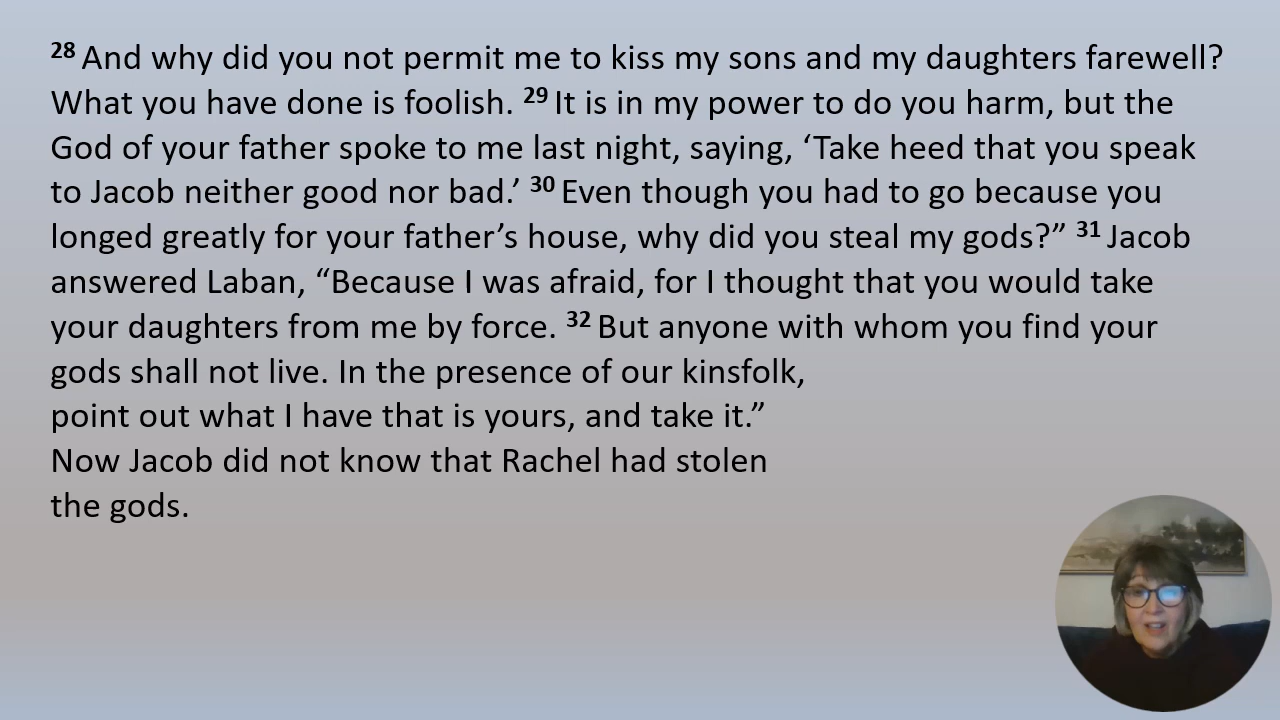 28 And why did you not permit me to kiss my sons and my daughters farewell?
What you have done is foolish. 29 It is in my power to do you harm, but the
God of your father spoke to me last night, saying, ‘Take heed that you speak
to Jacob neither good nor bad.’ 30 Even though you had to go because you
longed greatly for your father’s house, why did you steal my gods?” 31 Jacob
answered Laban, “Because I was afraid, for I thought that you would take
your daughters from me by force. 32 But anyone with whom you find your
gods shall not live. In the presence of our kinsfolk,
point out what I have that is yours, and take it.”
Now Jacob did not know that Rachel had stolen
the gods.